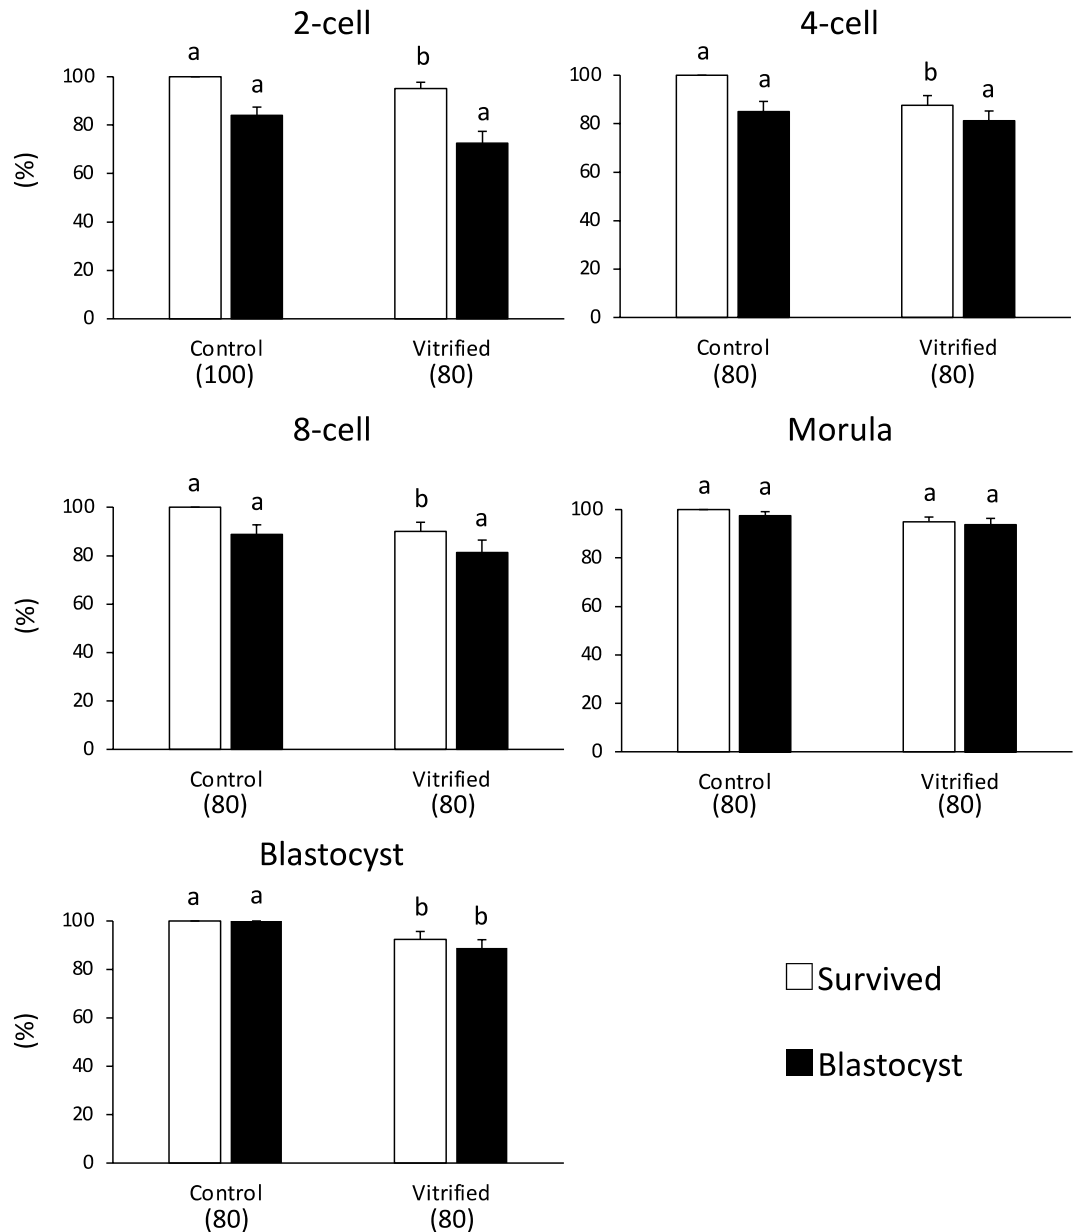 2-cell
a
a
b
a
100
80
60
40
20
0
(%)
Control
(100)
Vitrified
(80)
4-cell
a
a
b
a
100
80
60
40
20
0
Control
(80)
Vitrified
(80)
8-cell
a
a
b
a
100
80
60
40
20
0
(%)
Control
(80)
Vitrified
(80)
Morula
a
a
a
a
100
80
60
40
20
0
Control
(80)
Vitrified
(80)
Blastocyst
a
a
b
b
100
80
60
40
20
0
(%)
Control
(80)
Vitrified
(80)
Survived
Blastocyst